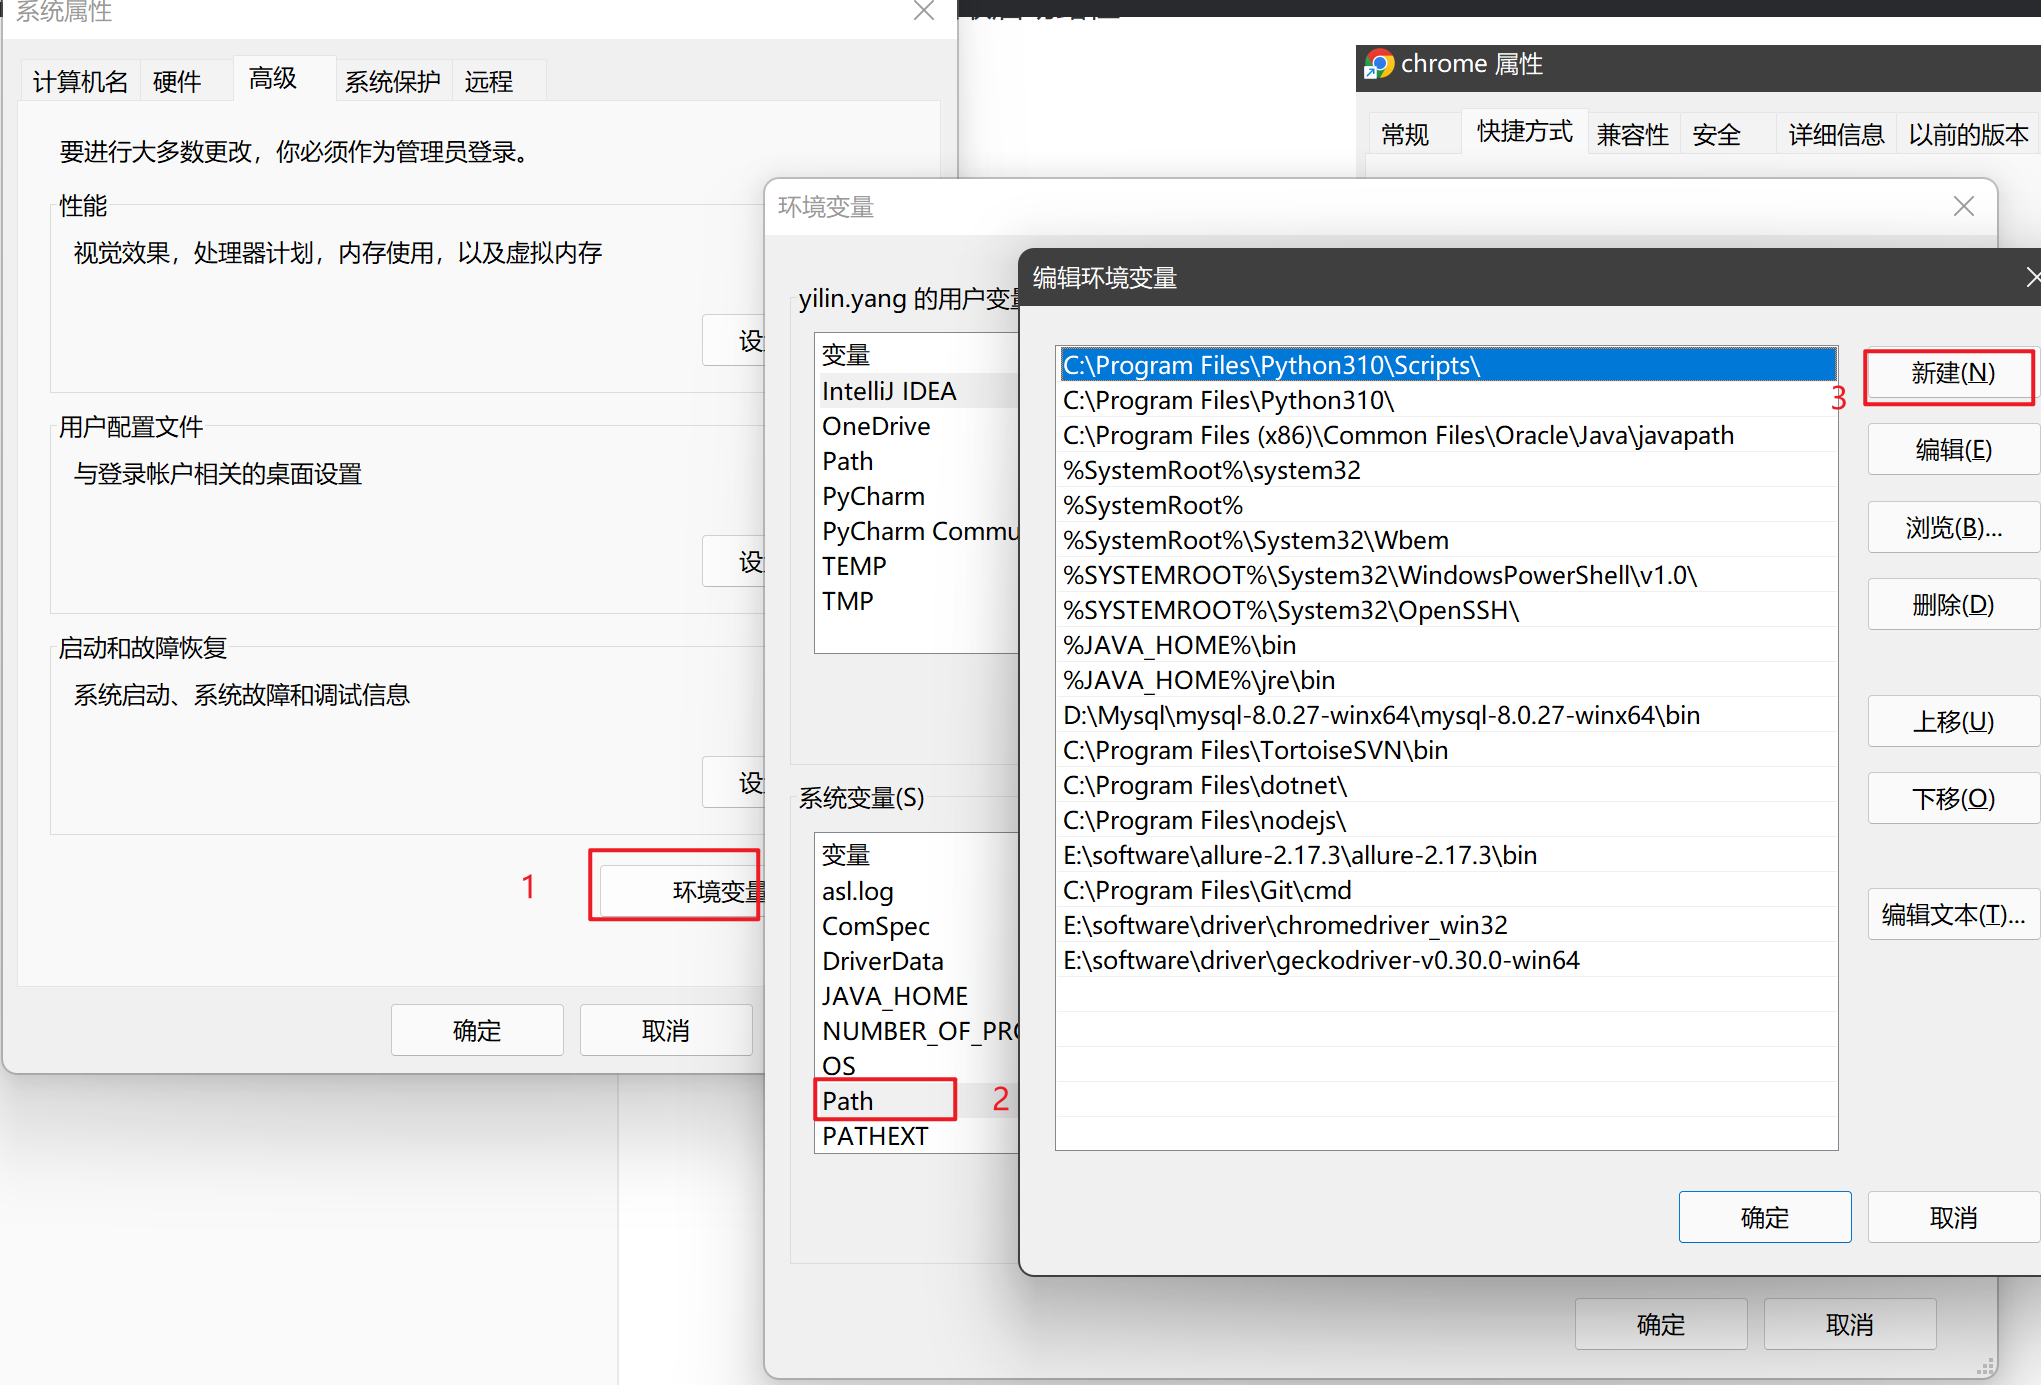 系统属性
计算机名
硬件
高级
系统保护
远程
要进行大多数更改，你必须作为管理员登录。
性能
视觉效果，处理器计划，内存使用，以及虚拟内存
设
用户配置文件
与登录帐户相关的桌面设置
设
启动和故障恢复
系统启动、系统故障和调试信息
设
1
环境变量
确定
取消
chrome 属性
常规
快捷方式
兼容性
安全
详细信息
以前的版本
环境变量
yilin.yang 的用户变量
变量
IntelliJ IDEA
OneDrive
Path
PyCharm
PyCharm Commu
TEMP
TMP
系统变量(S)
变量
asl.log
ComSpec
DriverData
JAVA_HOME
NUMBER_OF_PRO
OS
Path
2
PATHEXT
确定
取消
编辑环境变量
C:\Program Files\Python310\Scripts\
C:\Program Files\Python310\
C:\Program Files (x86)\Common Files\Oracle\Java\javapath
%SystemRoot%\system32
%SystemRoot%
%SystemRoot%\System32\Wbem
%SYSTEMROOT%\System32\WindowsPowerShell\v1.0\
%SYSTEMROOT%\System32\OpenSSH\
%JAVA_HOME%\bin
%JAVA_HOME%\jre\bin
D:\Mysql\mysql-8.0.27-winx64\mysql-8.0.27-winx64\bin
C:\Program Files\TortoiseSVN\bin
C:\Program Files\dotnet\
C:\Program Files\nodejs\
E:\software\allure-2.17.3\allure-2.17.3\bin
C:\Program Files\Git\cmd
E:\software\driver\chromedriver_win32
E:\software\driver\geckodriver-v0.30.0-win64
3
新建(N)
编辑(E)
浏览(B)...
删除(D)
上移(U)
下移(O)
编辑文本(T)...
确定
取消